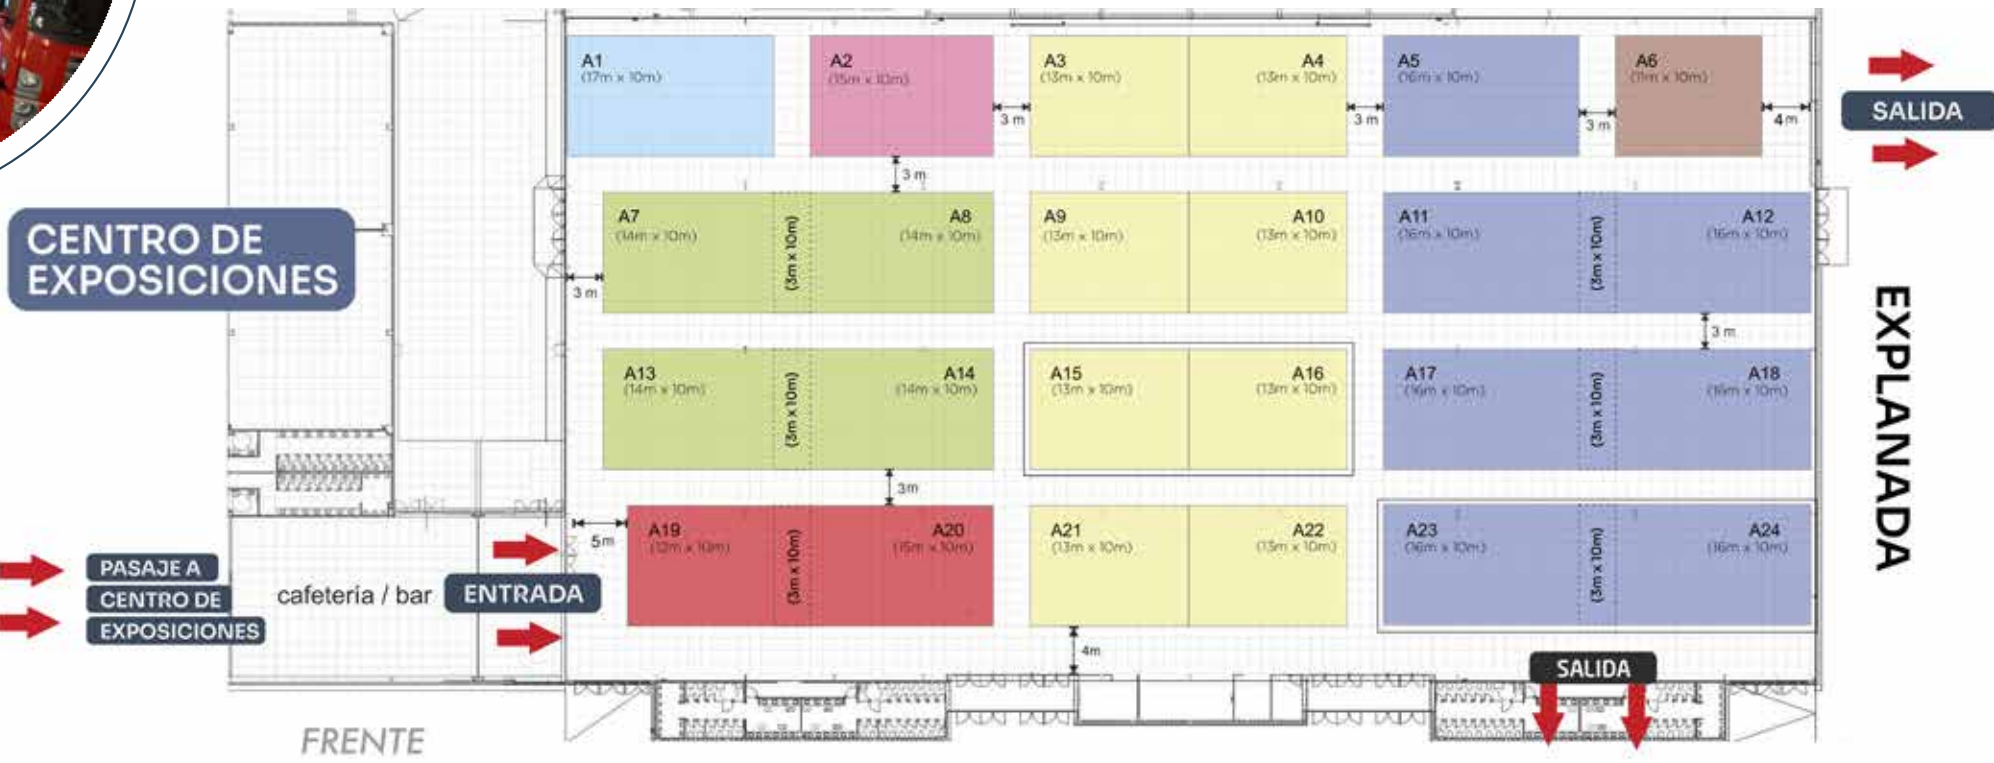 A1
(17m x 10m)
A2
(15m x 10m)
A3
(13m x 10m)
A4
(13m x 10m)
A5
(16m x 10m)
A6
(11m x 10m)
3 m
3 m
3 m
4m
SALIDA
3 m
CENTRO DE
EXPOSICIONES
A7
(14m x 10m)
(3m x 10m)
A8
(14m x 10m)
A9
(13m x 10m)
A10
(13m x 10m)
A11
(16m x 10m)
(3m x 10m)
A12
(16m x 10m)
3 m
3 m
EXPLANADA
A13
(14m x 10m)
(3m x 10m)
A14
(14m x 10m)
A15
(13m x 10m)
A16
(13m x 10m)
A17
(16m x 10m)
(3m x 10m)
A18
(16m x 10m)
3m
5m
A19
(12m x 10m)
(3m x 10m)
A20
(15m x 10m)
A21
(13m x 10m)
A22
(13m x 10m)
A23
(16m x 10m)
(3m x 10m)
A24
(16m x 10m)
PASAJE A
CENTRO DE
EXPOSICIONES
cafetería / bar
ENTRADA
4m
SALIDA
FRENTE